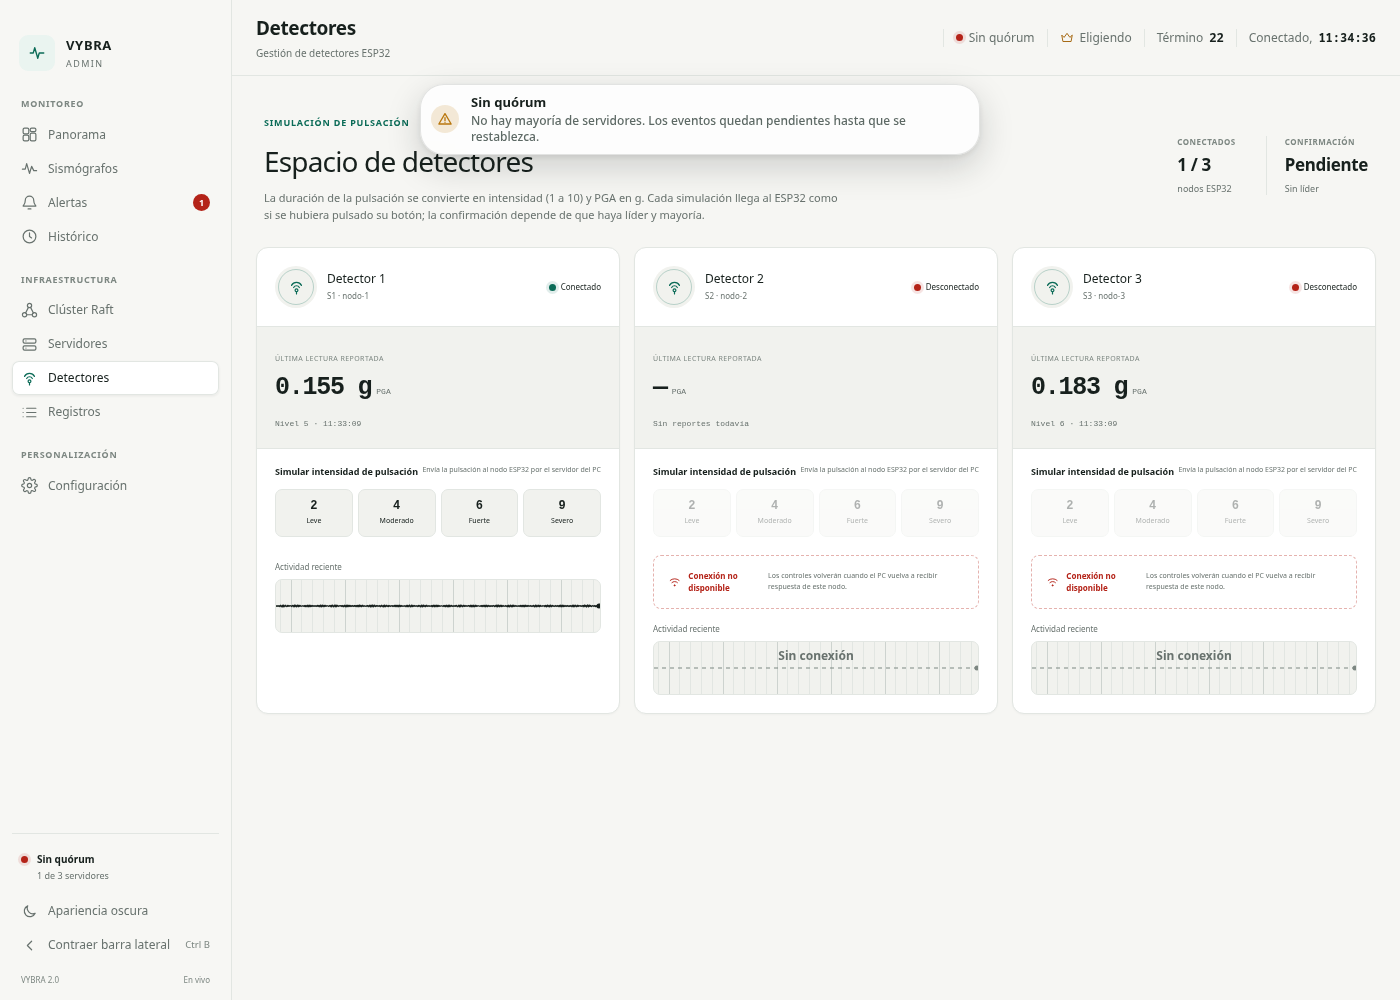 VYBRA
ADMIN
MONITOREO
Panorama
Sismógrafos
Alertas 1
Histórico
INFRAESTRUCTURA
Clúster Raft
Servidores
Detectores
Registros
PERSONALIZACIÓN
Configuración
Sin quórum
1 de 3 servidores
Apariencia oscura
Contraer barra lateral Ctrl B
VYBRA 2.0 En vivo
Detectores
Gestión de detectores ESP32
Sin quórum Eligiendo Término 22 Conectado, 11:34:36
Sin quórum
No hay mayoría de servidores. Los eventos quedan pendientes hasta que se
restablezca.
SIMULACIÓN DE PULSACIÓN
Espacio de detectores
La duración de la pulsación se convierte en intensidad (1 a 10) y PGA en g. Cada simulación llega al ESP32 como
si se hubiera pulsado su botón; la confirmación depende de que haya líder y mayoría.
CONECTADOS
1 / 3
nodos ESP32
CONFIRMACIÓN
Pendiente
Sin líder
Detector 1
S1 · nodo-1
Conectado
ÚLTIMA LECTURA REPORTADA
0.155 g PGA
Nivel 5 · 11:33:09
Simular intensidad de pulsación Envía la pulsación al nodo ESP32 por el servidor del PC
2 4 6 9
Leve Moderado Fuerte Severo
Actividad reciente
Detector 2
S2 · nodo-2
Desconectado
ÚLTIMA LECTURA REPORTADA
— PGA
Sin reportes todavía
Simular intensidad de pulsación Envía la pulsación al nodo ESP32 por el servidor del PC
2 4 6 9
Leve Moderado Fuerte Severo
Conexión no
disponible
Los controles volverán cuando el PC vuelva a recibir
respuesta de este nodo.
Actividad reciente
Sin conexión
Detector 3
S3 · nodo-3
Desconectado
ÚLTIMA LECTURA REPORTADA
0.183 g PGA
Nivel 6 · 11:33:09
Simular intensidad de pulsación Envía la pulsación al nodo ESP32 por el servidor del PC
2 4 6 9
Leve Moderado Fuerte Severo
Conexión no
disponible
Los controles volverán cuando el PC vuelva a recibir
respuesta de este nodo.
Actividad reciente
Sin conexión